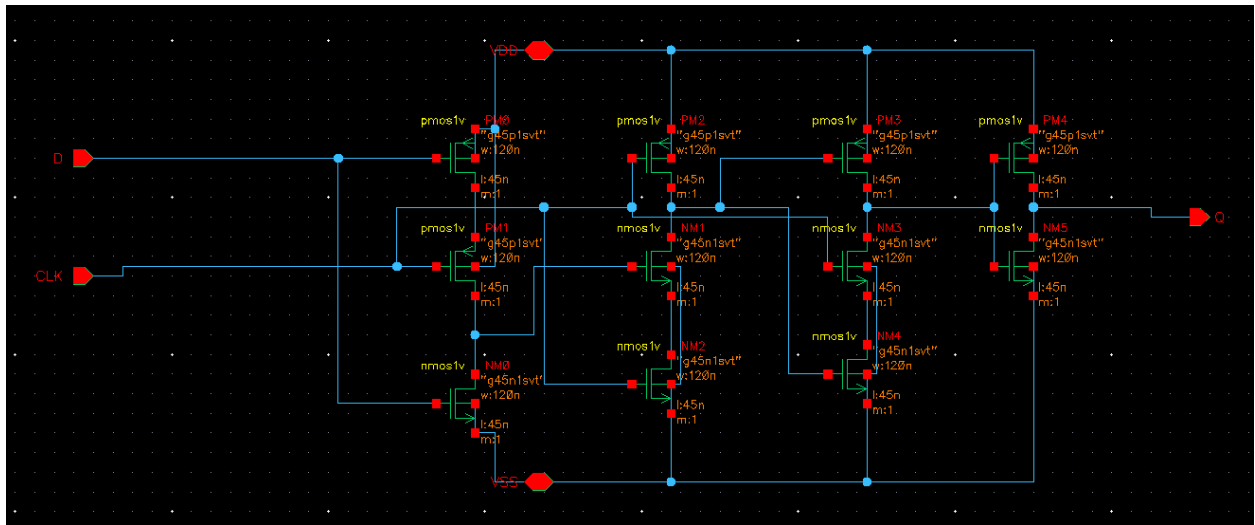 VDD
pmos1v PM0
"g45p1svt"
w:120n
l:45n
m:1
pmos1v PM2
"g45p1svt"
w:120n
l:45n
m:1
pmos1v PM3
"g45p1svt"
w:120n
l:45n
m:1
pmos1v PM4
"g45p1svt"
w:120n
l:45n
m:1
D
Q
pmos1v PM1
"g45p1svt"
w:120n
l:45n
m:1
nmos1v NM1
"g45n1svt"
w:120n
l:45n
m:1
nmos1v NM3
"g45n1svt"
w:120n
l:45n
m:1
nmos1v NM5
"g45n1svt"
w:120n
l:45n
m:1
CLK
nmos1v NM0
"g45n1svt"
w:120n
l:45n
m:1
nmos1v NM2
"g45n1svt"
w:120n
l:45n
m:1
nmos1v NM4
"g45n1svt"
w:120n
l:45n
m:1
VSS